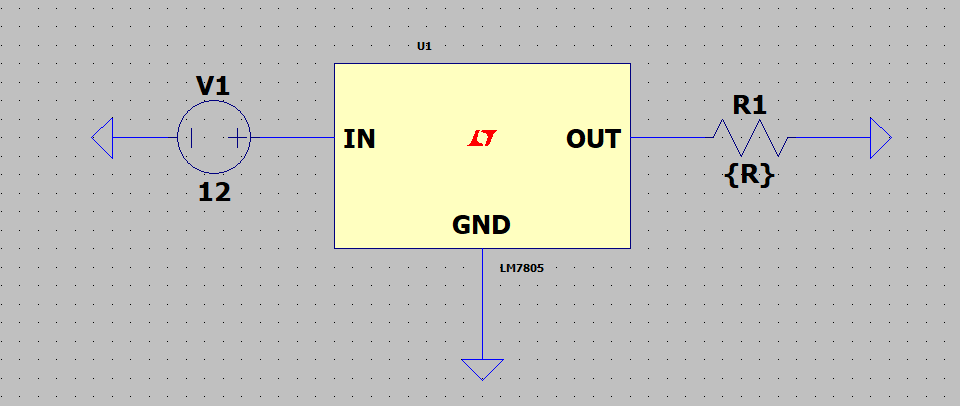 U1
V1
12
IN
OUT
GND
LM7805
R1
{R}